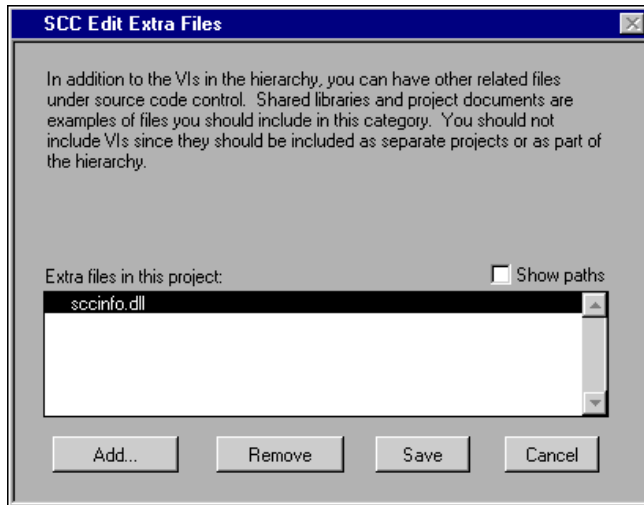 SCC Edit Extra Files
In addition to the VIs in the hierarchy, you can have other related files
under source code control.  Shared libraries and project documents are
examples of files you should include in this category.  You should not
include VIs since they should be included as separate projects or as part of
the hierarchy.
Extra files in this project:
Show paths
sccinfo.dll
Add...
Remove
Save
Cancel